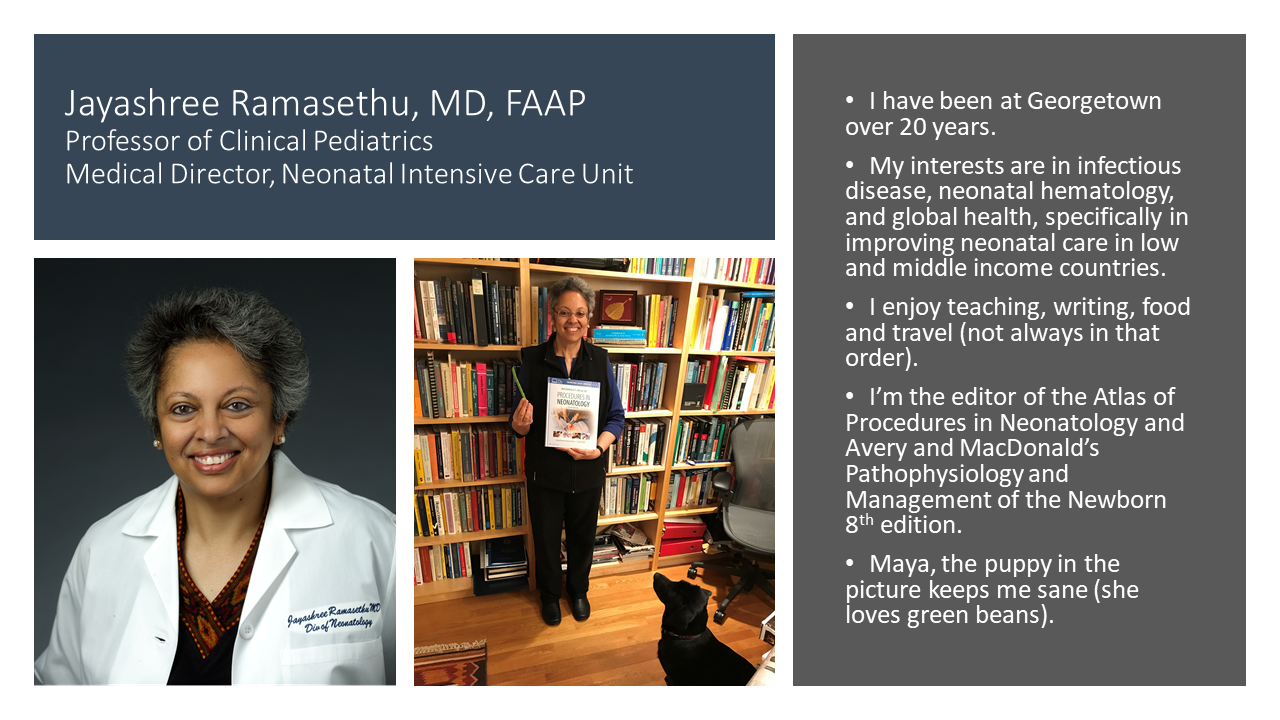 Jayashree Ramasethu, MD, FAAP
Professor of Clinical Pediatrics
Medical Director, Neonatal Intensive Care Unit
Jayashree Ramasethu MD
Div of Neonatology
PROCEDURES IN
NEONATOLOGY
• I have been at Georgetown
over 20 years.
• My interests are in infectious
disease, neonatal hematology,
and global health, specifically in
improving neonatal care in low
and middle income countries.
• I enjoy teaching, writing, food
and travel (not always in that
order).
• I’m the editor of the Atlas of
Procedures in Neonatology and
Avery and MacDonald’s
Pathophysiology and
Management of the Newborn
8th edition.
• Maya, the puppy in the
picture keeps me sane (she
loves green beans).